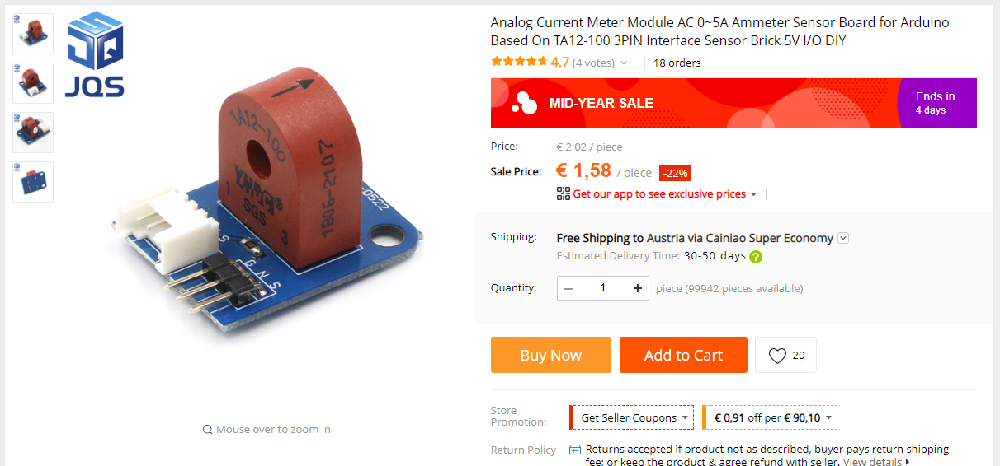 JQS
TA12-100
YHDC®
1 SGS 3
1806-2107
-0522
S
G N S
Mouse over to zoom in
Analog Current Meter Module AC 0~5A Ammeter Sensor Board for Arduino
Based On TA12-100 3PIN Interface Sensor Brick 5V I/O DIY
4.7 (4 votes) 18 orders
MID-YEAR SALE
Ends in
4 days
Price: € 2,02 / piece
Sale Price: € 1,58 / piece -22%
Get our app to see exclusive prices
Shipping: Free Shipping to Austria via Cainiao Super Economy
Estimated Delivery Time: 30-50 days ?
Quantity: − 1 + piece (99942 pieces available)
Buy Now Add to Cart 20
Store
Promotion:
Get Seller Coupons € 0,91 off per € 90,10
Return Policy Returns accepted if product not as described, buyer pays return shipping
fee; or keep the product & agree refund with seller. View details